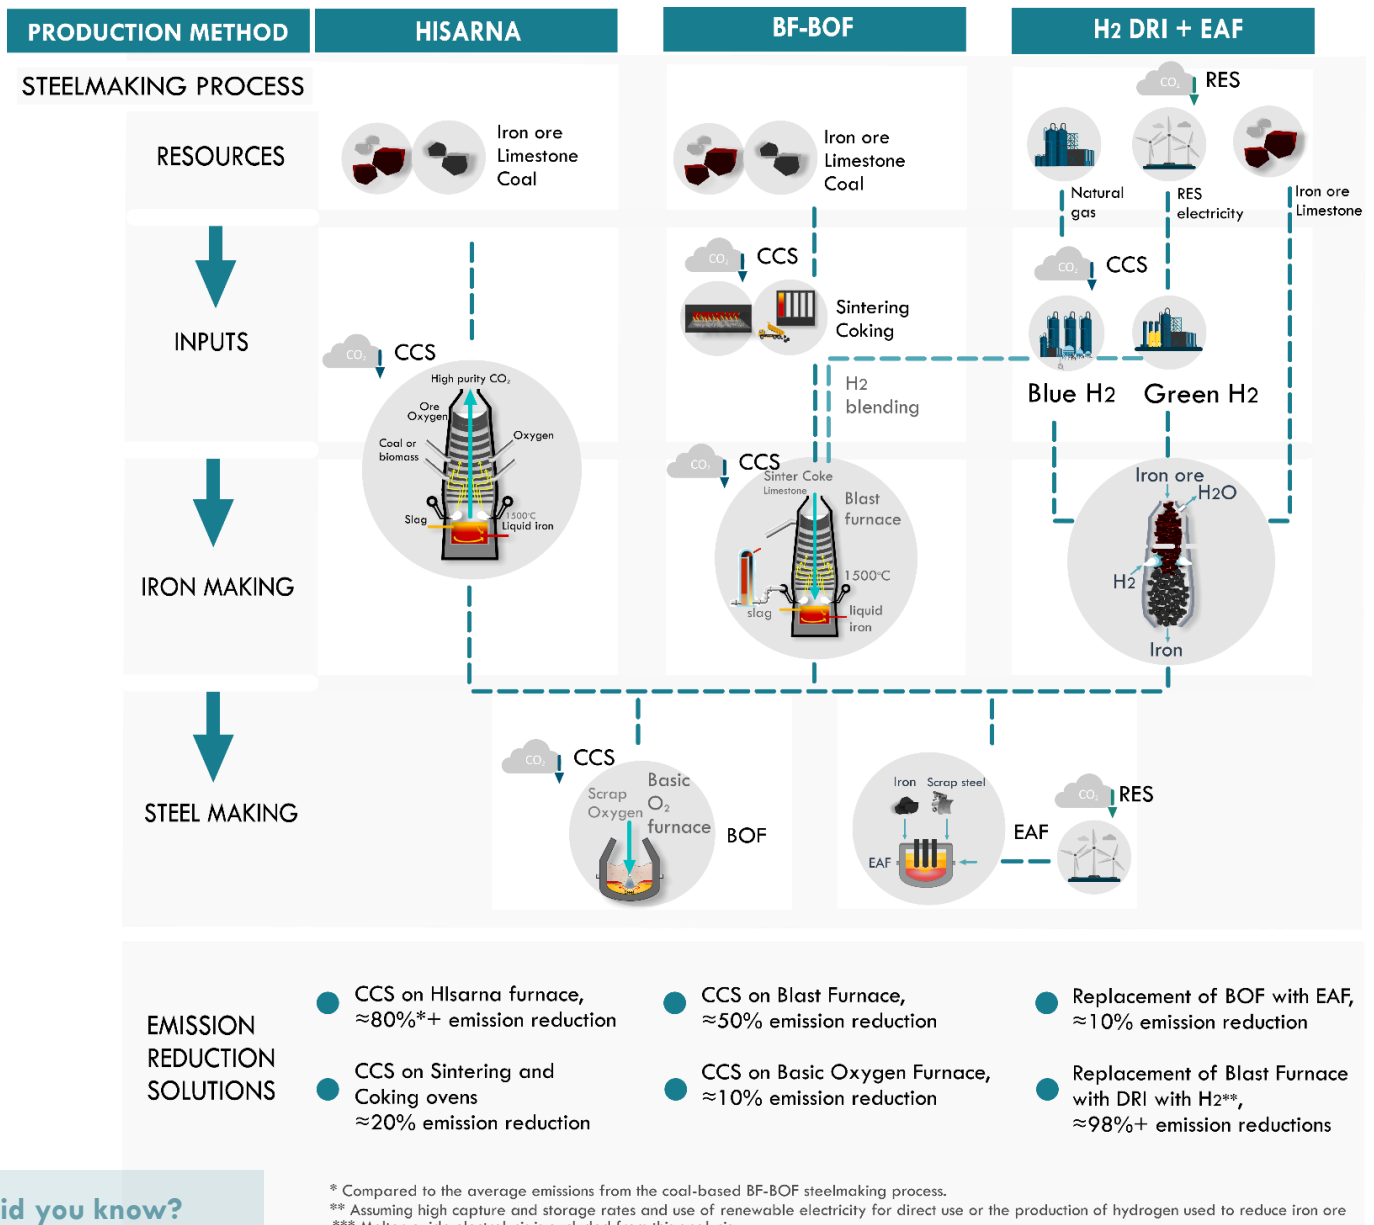 PRODUCTION METHOD
HISARNA
BF-BOF
H2 DRI + EAF
STEELMAKING PROCESS
RESOURCES
Iron ore
Limestone
Coal
Iron ore
Limestone
Coal
CO2
RES
Natural
gas
RES
electricity
Iron ore
Limestone
INPUTS
CO2
CCS
High purity CO2
Ore
Oxygen
Coal or
biomass
Oxygen
Slag
1500°C
Liquid iron
CO2
CCS
Sintering
Coking
H2
blending
CO2
CCS
Blue H2
Green H2
IRON MAKING
CO2
CCS
Sinter Coke
Limestone
Blast
furnace
1500°C
slag
liquid
iron
Iron ore
H2O
H2
Iron
STEEL MAKING
CO2
CCS
Basic
O2
furnace
Scrap
Oxygen
Steel
BOF
Iron
Scrap steel
EAF
EAF
CO2
RES
EMISSION
REDUCTION
SOLUTIONS
CCS on HIsarna furnace,
≈80%*+ emission reduction
CCS on Sintering and
Coking ovens
≈20% emission reduction
CCS on Blast Furnace,
≈50% emission reduction
CCS on Basic Oxygen Furnace,
≈10% emission reduction
Replacement of BOF with EAF,
≈10% emission reduction
Replacement of Blast Furnace
with DRI with H2**,
≈98%+ emission reductions
* Compared to the average emissions from the coal-based BF-BOF steelmaking process.
** Assuming high capture and storage rates and use of renewable electricity for direct use or the production of hydrogen used to reduce iron ore
id you know?